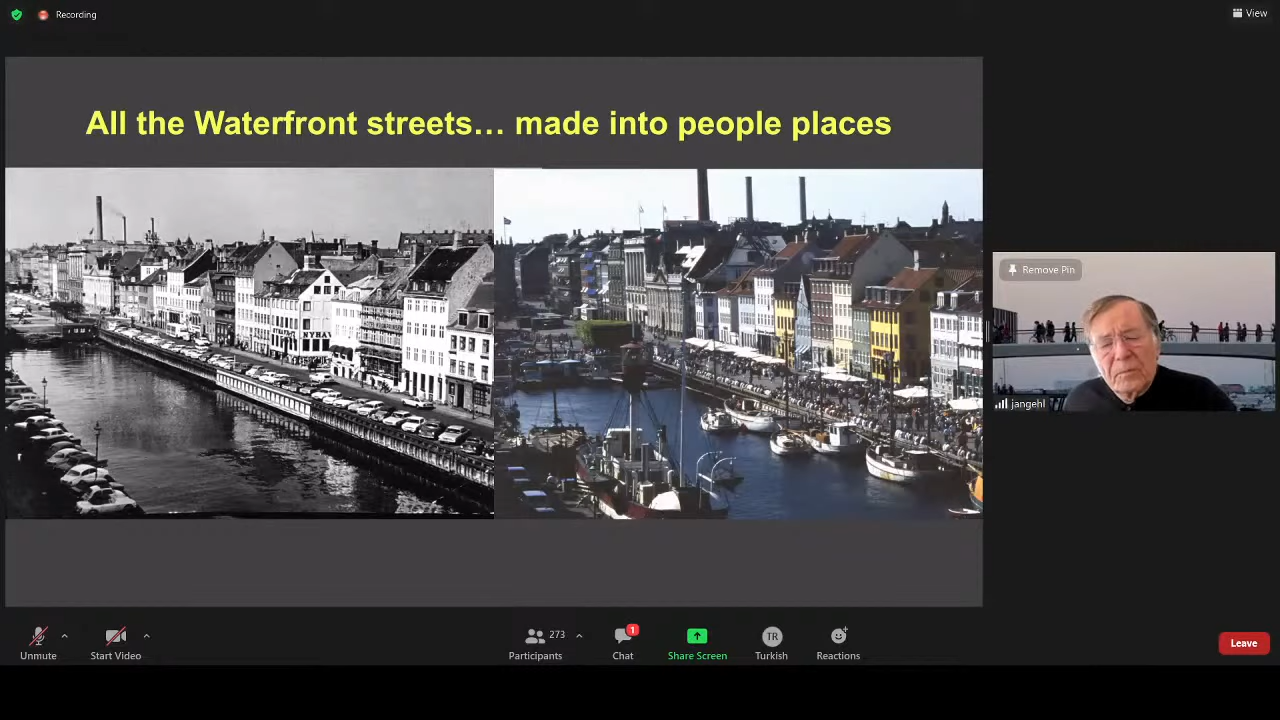 Recording
View
All the Waterfront streets… made into people places
NYHA
Remove Pin
jangehl
Unmute
Start Video
273
Participants
1
Chat
Share Screen
TR
Turkish
Reactions
Leave